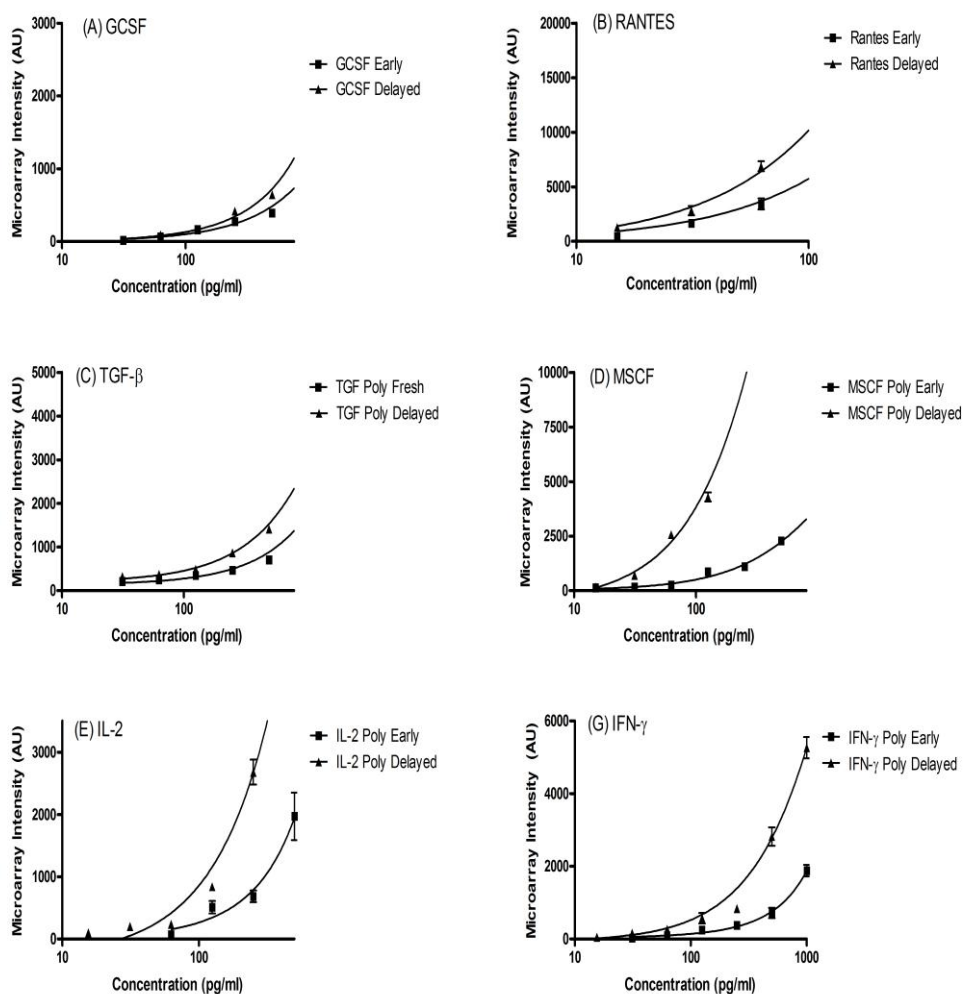 (A) GCSF
GCSF Early
GCSF Delayed
Microarray Intensity (AU)
3000
2000
1000
0
10
100
Concentration (pg/ml)
(B) RANTES
Rantes Early
Rantes Delayed
Microarray Intensity (AU)
20000
15000
10000
5000
0
10
100
Concentration (pg/ml)
(C) TGF-β
TGF Poly Fresh
TGF Poly Delayed
Microarray Intensity (AU)
5000
4000
3000
2000
1000
0
10
100
Concentration (pg/ml)
(D) MSCF
MSCF Poly Early
MSCF Poly Delayed
Microarray Intensity (AU)
10000
7500
5000
2500
0
10
100
Concentration (pg/ml)
(E) IL-2
IL-2 Poly Early
IL-2 Poly Delayed
Microarray Intensity (AU)
3000
2000
1000
0
10
100
Concentration (pg/ml)
(G) IFN-γ
IFN-γ Poly Early
IFN-γ Poly Delayed
Microarray Intensity (AU)
6000
4000
2000
0
10
100
1000
Concentration (pg/ml)